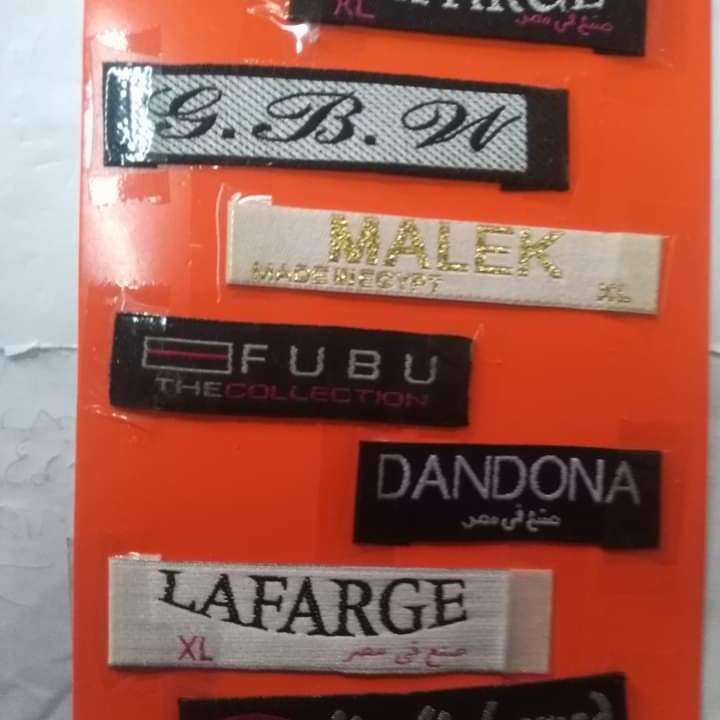 LAFARGE
XL صنع في مصر
G.B.W
MALEK
MADE IN EGYPT XL
FUBU
THE COLLECTION
DANDONA
صنع في مصر
LAFARGE
XL صنع في مصر